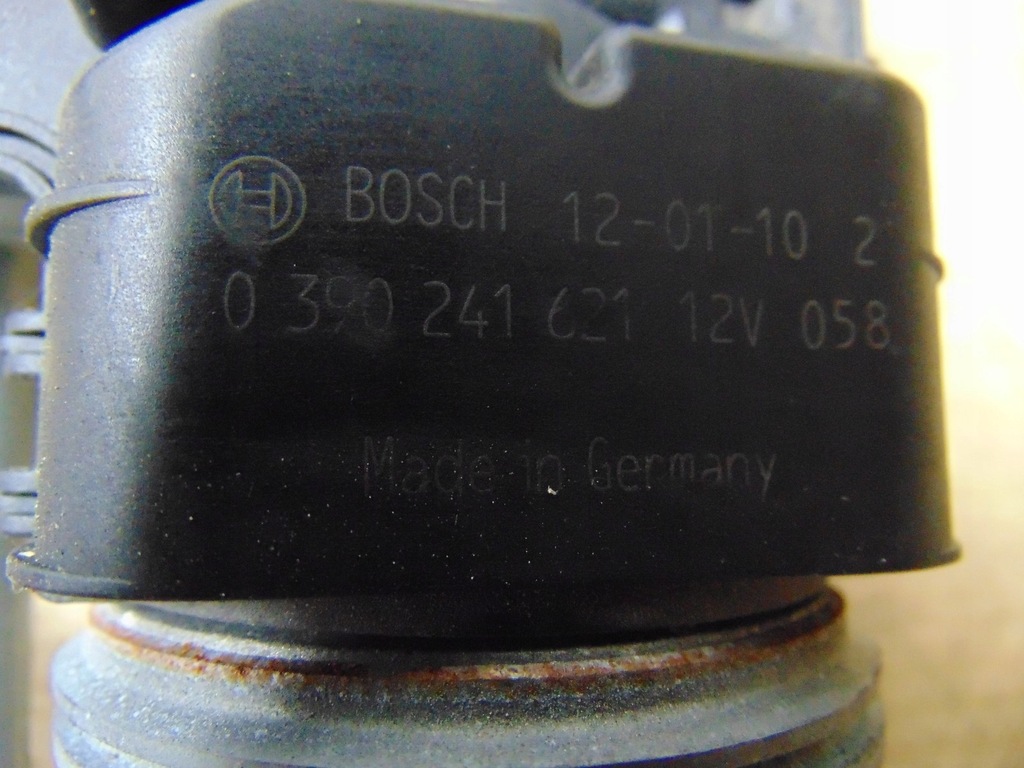 BOSCH 12-01-10 2
0 390 241 621 12V 058
Made in Germany